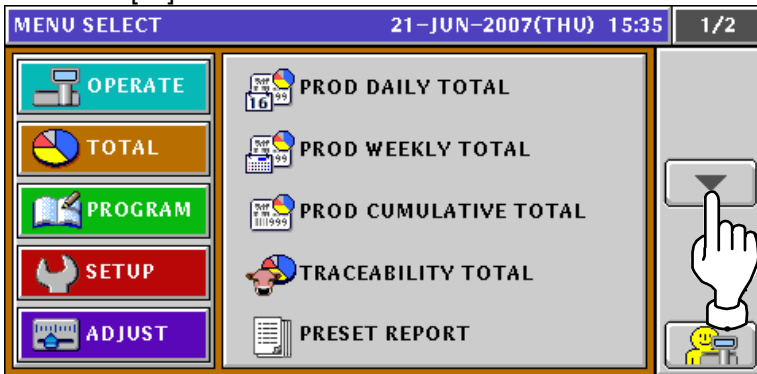 MENU SELECT 21-JUN-2007(THU) 15:35 1/2
OPERATE
TOTAL
PROGRAM
SETUP
ADJUST
PROD DAILY TOTAL
PROD WEEKLY TOTAL
PROD CUMULATIVE TOTAL
TRACEABILITY TOTAL
PRESET REPORT